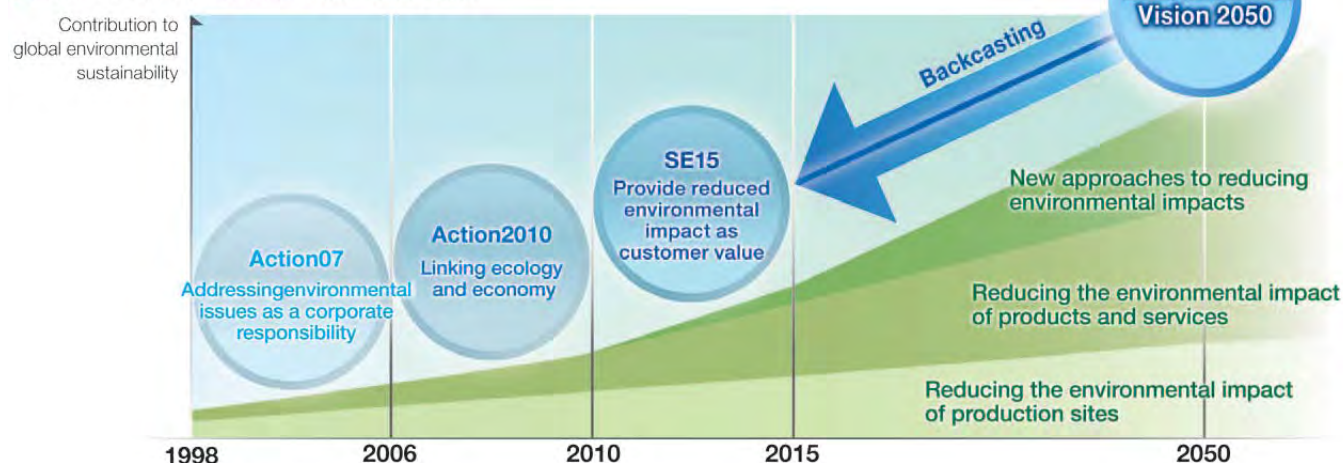 Contribution to
global environmental
sustainability
Vision 2050
Backcasting
SE15
Provide reduced
environmental
impact as
customer value
Action2010
Linking ecology
and economy
Action07
Addressingenvironmental
issues as a corporate
responsibility
New approaches to reducing
environmental impacts
Reducing the environmental impact
of products and services
Reducing the environmental impact
of production sites
1998
2006
2010
2015
2050